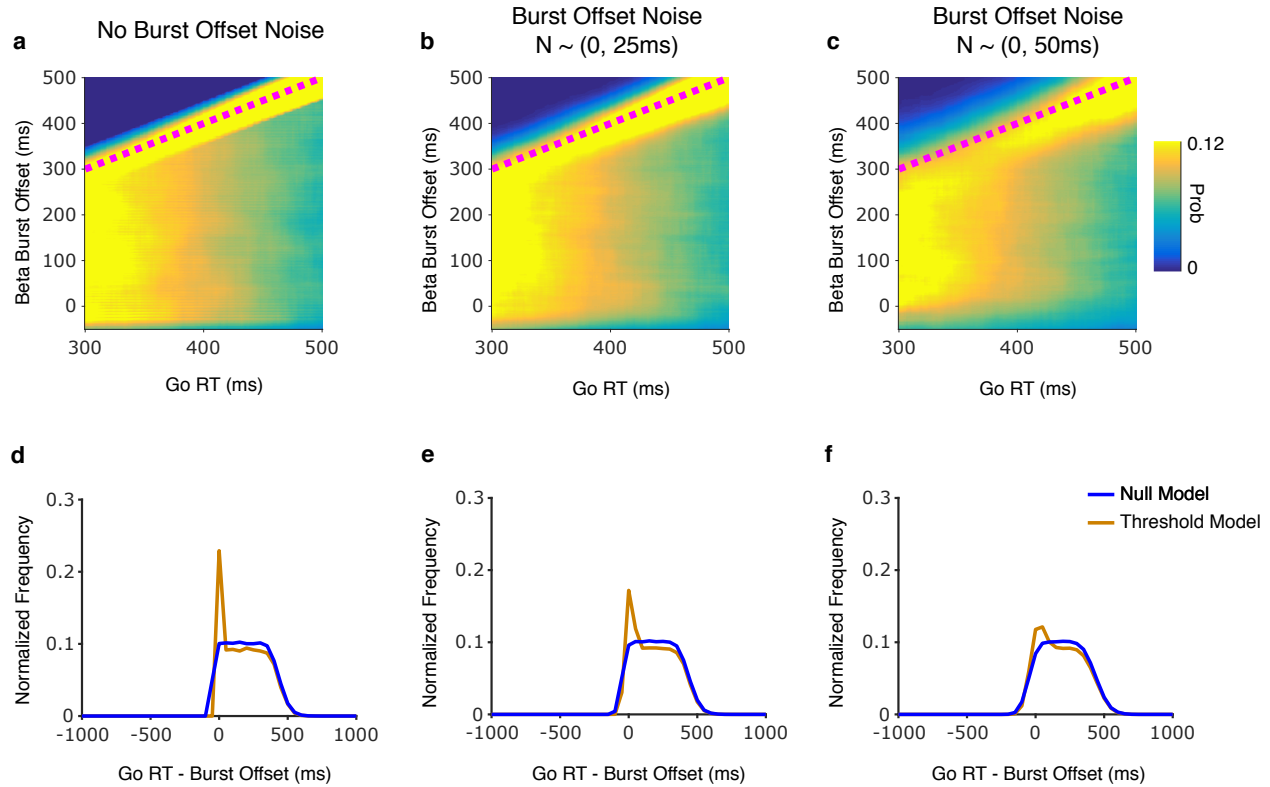 a
No Burst Offset Noise
b
Burst Offset Noise
N ~ (0, 25ms)
c
Burst Offset Noise
N ~ (0, 50ms)
Beta Burst Offset (ms)
500
400
300
200
100
0
300
400
500
Go RT (ms)
Beta Burst Offset (ms)
500
400
300
200
100
0
300
400
500
Go RT (ms)
Beta Burst Offset (ms)
500
400
300
200
100
0
300
400
500
Go RT (ms)
0.12
Prob
0
d
Normalized Frequency
0.3
0.2
0.1
0
-1000
-500
0
500
1000
Go RT - Burst Offset (ms)
e
Normalized Frequency
0.3
0.2
0.1
0
-1000
-500
0
500
1000
Go RT - Burst Offset (ms)
f
Normalized Frequency
0.3
0.2
0.1
0
-1000
-500
0
500
1000
Go RT - Burst Offset (ms)
Null Model
Threshold Model